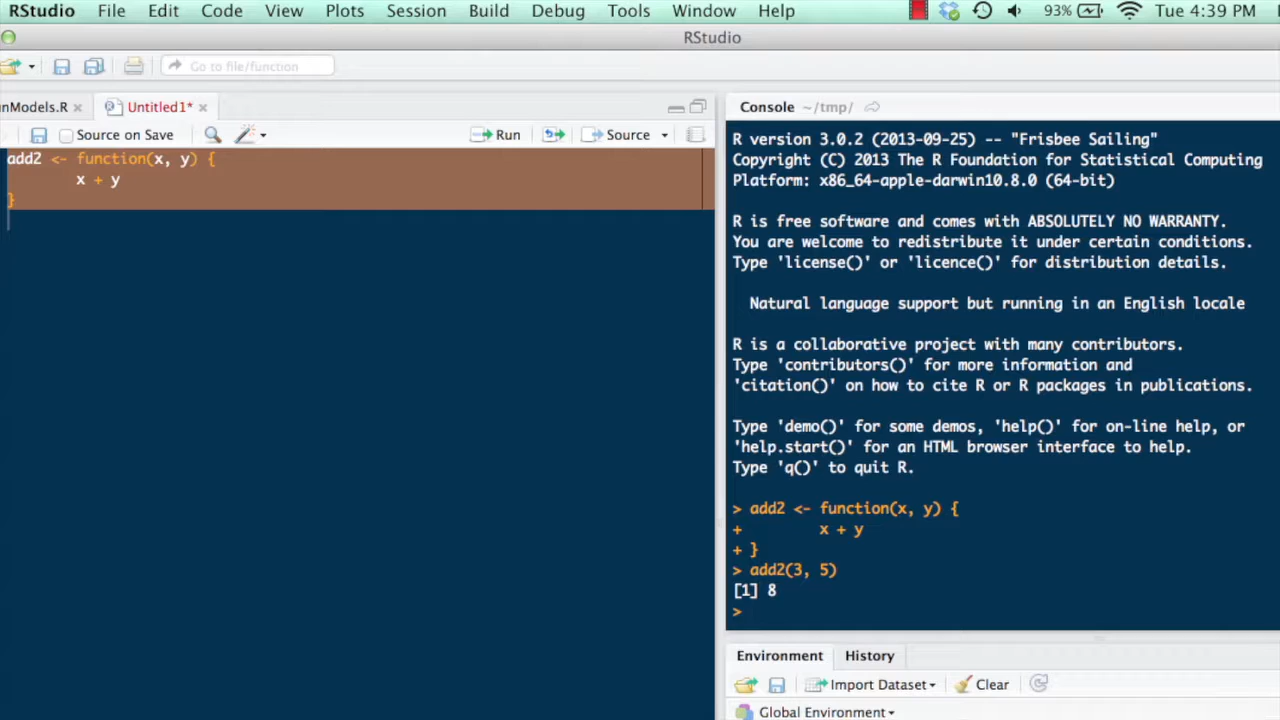 RStudio File Edit Code View Plots Session Build Debug Tools Window Help 93% Tue 4:39 PM
RStudio
Go to file/function
nModels.R Untitled1*
Source on Save Run Source
add2 <- function(x, y) {
x + y
}
Console ~/tmp/
R version 3.0.2 (2013-09-25) -- "Frisbee Sailing"
Copyright (C) 2013 The R Foundation for Statistical Computing
Platform: x86_64-apple-darwin10.8.0 (64-bit)
R is free software and comes with ABSOLUTELY NO WARRANTY.
You are welcome to redistribute it under certain conditions.
Type 'license()' or 'licence()' for distribution details.
Natural language support but running in an English locale
R is a collaborative project with many contributors.
Type 'contributors()' for more information and
'citation()' on how to cite R or R packages in publications.
Type 'demo()' for some demos, 'help()' for on-line help, or
'help.start()' for an HTML browser interface to help.
Type 'q()' to quit R.
> add2 <- function(x, y) {
+ x + y
+ }
> add2(3, 5)
[1] 8
>
Environment History
Import Dataset Clear
Global Environment